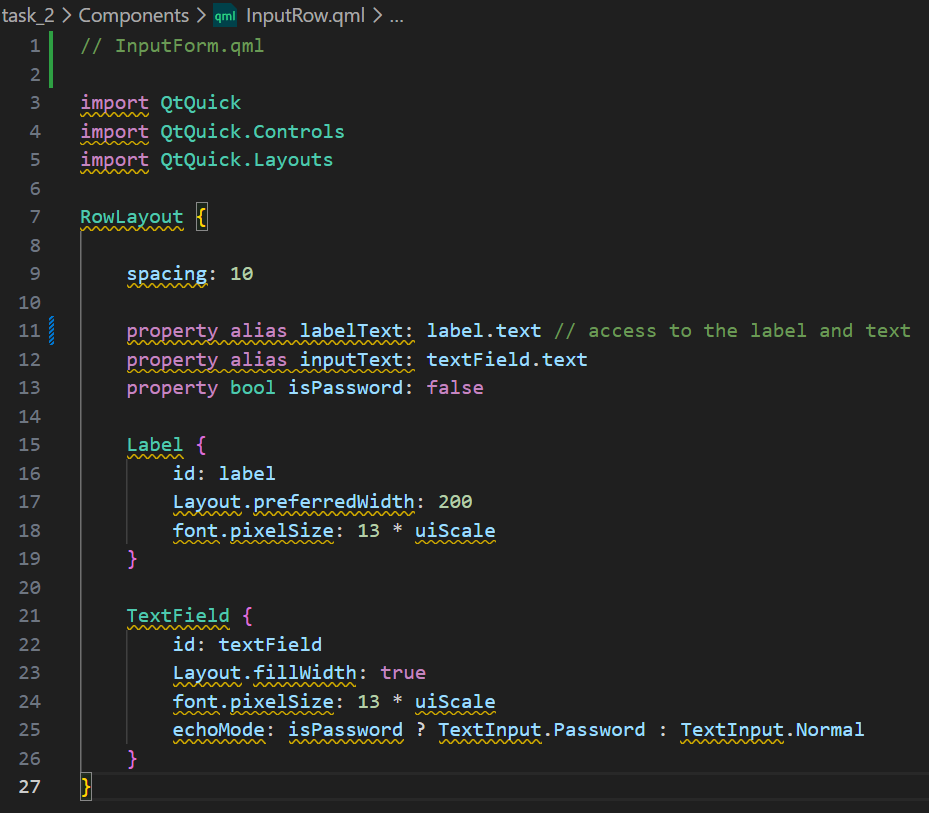 task_2 > Components > qml InputRow.qml > ...
1 // InputForm.qml
2
3 import QtQuick
4 import QtQuick.Controls
5 import QtQuick.Layouts
6
7 RowLayout {
8
9     spacing: 10
10
11     property alias labelText: label.text // access to the label and text
12     property alias inputText: textField.text
13     property bool isPassword: false
14
15     Label {
16         id: label
17         Layout.preferredWidth: 200
18         font.pixelSize: 13 * uiScale
19     }
20
21     TextField {
22         id: textField
23         Layout.fillWidth: true
24         font.pixelSize: 13 * uiScale
25         echoMode: isPassword ? TextInput.Password : TextInput.Normal
26     }
27 }